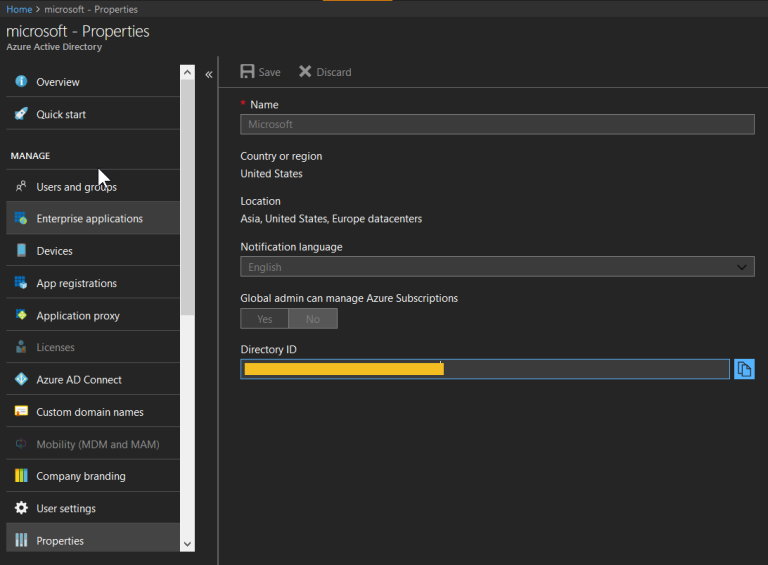 Home > microsoft - Properties
microsoft - Properties
Azure Active Directory
«
Overview
Quick start
MANAGE
Users and groups
Enterprise applications
Devices
App registrations
Application proxy
Licenses
Azure AD Connect
Custom domain names
Mobility (MDM and MAM)
Company branding
User settings
Properties
Save Discard
* Name
Microsoft
Country or region
United States
Location
Asia, United States, Europe datacenters
Notification language
English
Global admin can manage Azure Subscriptions
Yes No
Directory ID